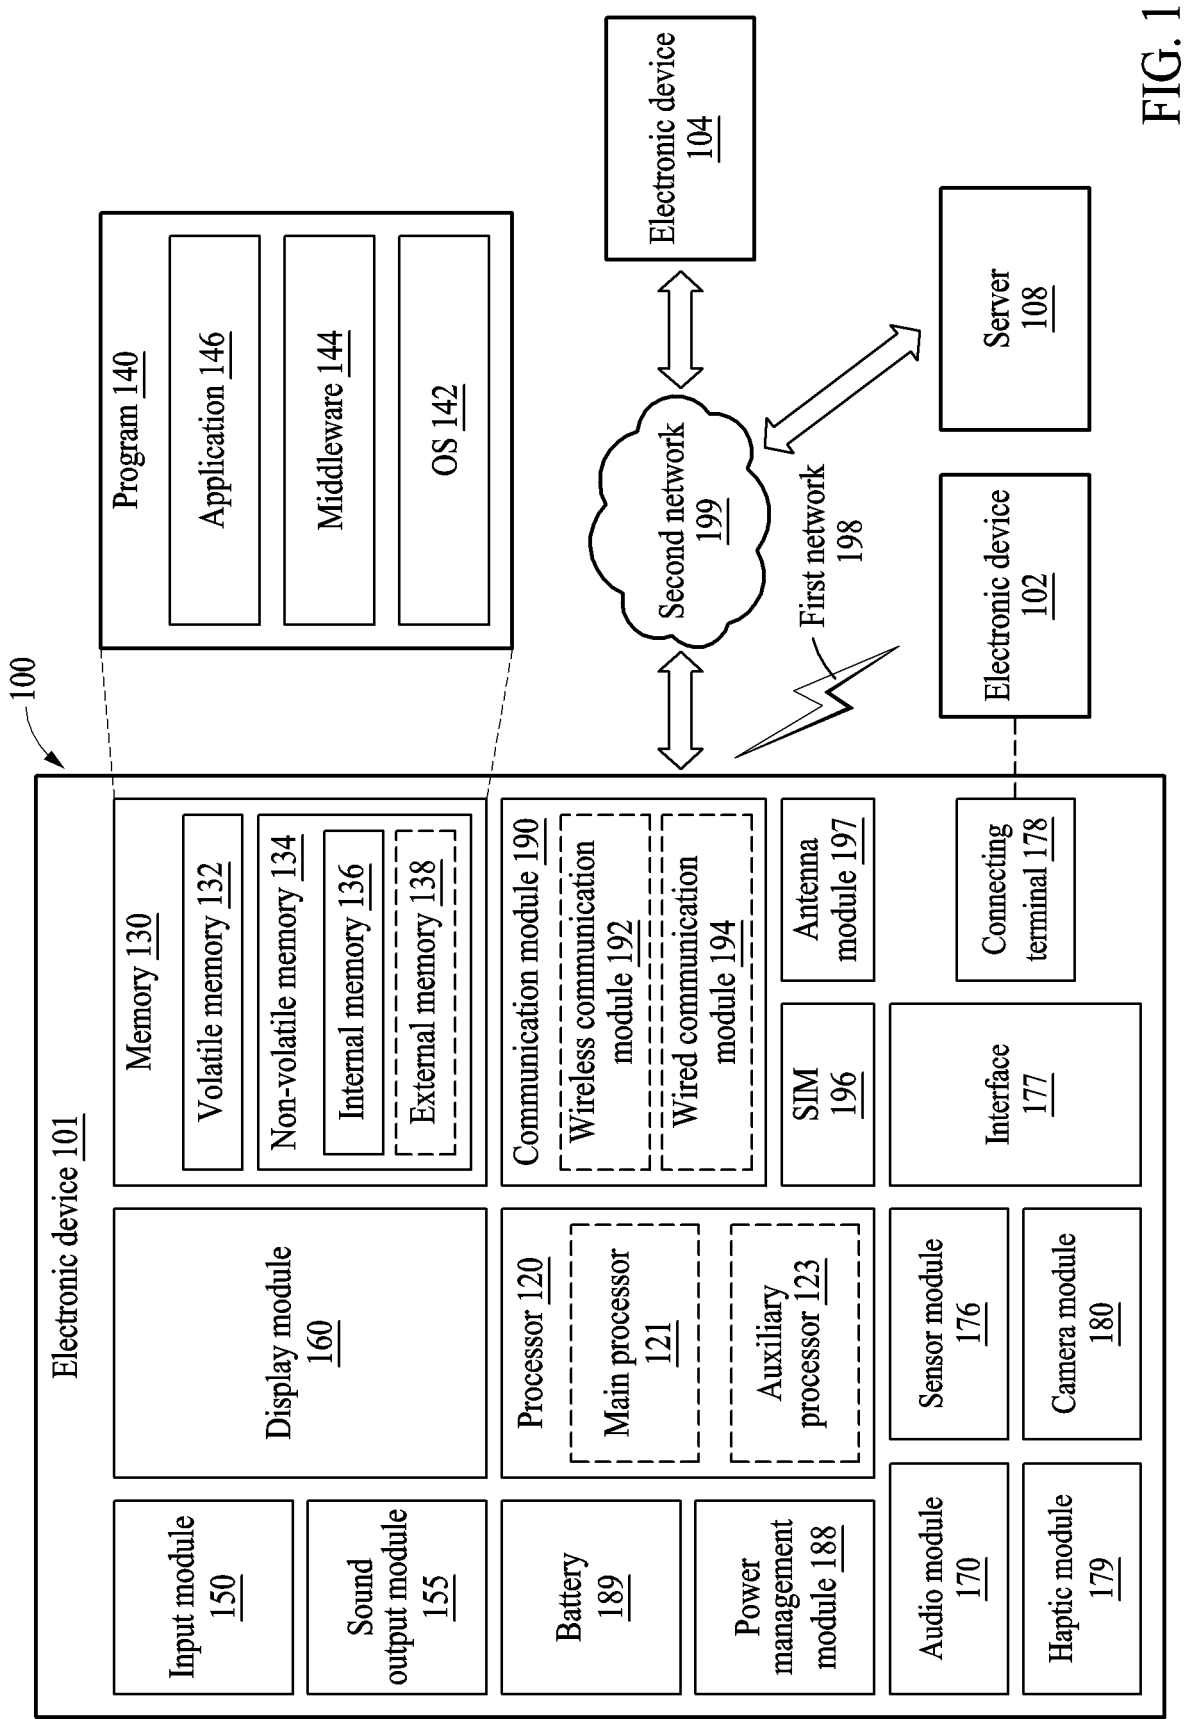 100
Electronic device 101
Input module
150
Sound
output module
155
Battery
189
Power
management
module 188
Audio module
170
Haptic module
179
Display module
160
Processor 120
Main processor
121
Auxiliary
processor 123
Sensor module
176
Camera module
180
Memory 130
Volatile memory 132
Non-volatile memory 134
Internal memory 136
External memory 138
Communication module 190
Wireless communication
module 192
Wired communication
module 194
SIM
196
Antenna
module 197
Interface
177
Connecting
terminal 178
Program 140
Application 146
Middleware 144
OS 142
Second network
199
First network
198
Electronic device
102
Electronic device
104
Server
108
FIG. 1